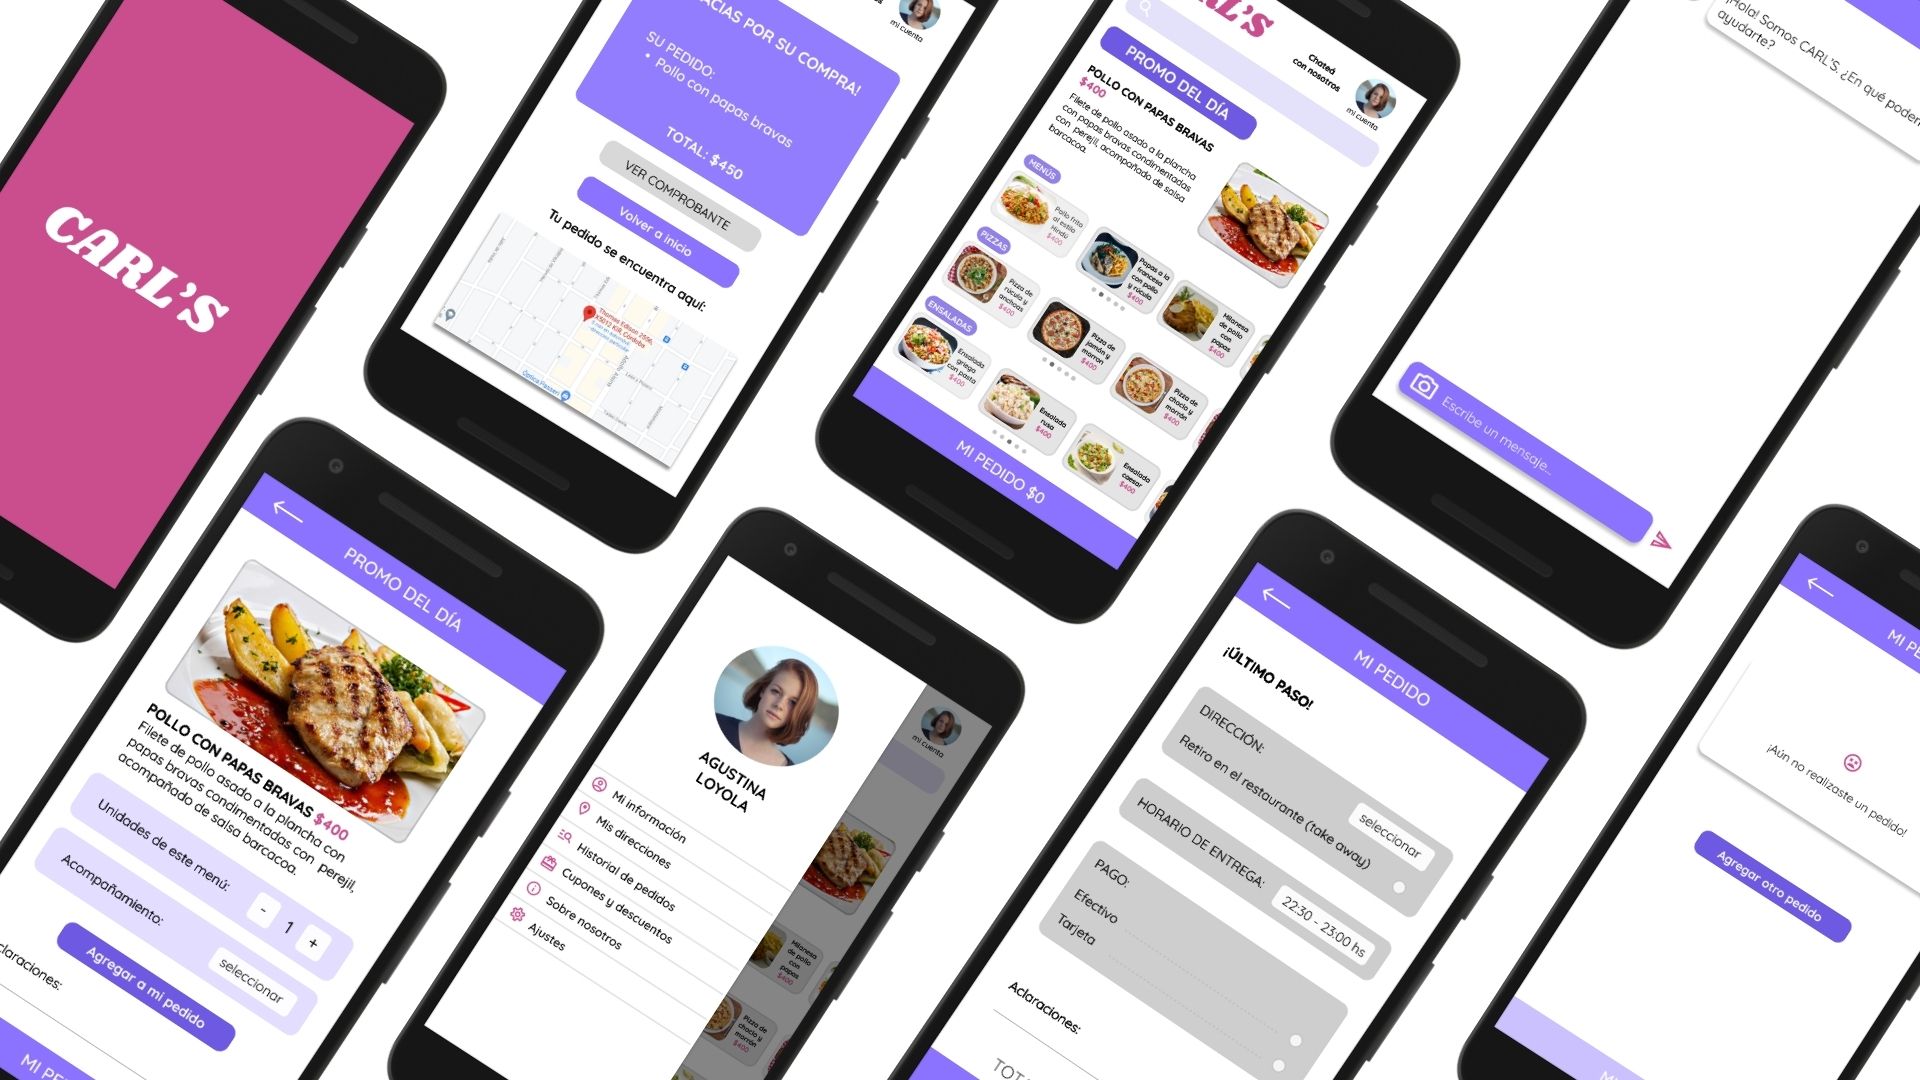 CARL'S
ACIAS POR SU COMPRA!
SU PEDIDO:
• Pollo con papas bravas
TOTAL: $450
VER COMPROBANTE
Volver a inicio
Tu pedido se encuentra aquí:
Thomas Edison 2556,
X5012 KIR, Córdoba
mi cuenta
Chateá
con nosotros
mi cuenta
PROMO DEL DÍA
POLLO CON PAPAS BRAVAS
$400
Filete de pollo asado a la plancha
con papas bravas condimentadas
con perejil, acompañado de salsa
barcacoa.
MENÚS
Pollo frito
al estilo
Hindú
$400
Papas a la
francesa
con pollo
y rúcula
$400
Milanesa
de pollo
con
papas
$400
PIZZAS
Pizza de
rúcula y
anchoas
$400
Pizza de
jamón y
morron
$400
Pizza de
choclo y
morrón
$400
ENSALADAS
Ensalada
griega
con pasta
$400
Ensalada
rusa
$400
Ensalada
caesar
$400
MI PEDIDO $0
¡Hola! Somos CARL'S, ¿En qué podem
ayudarte?
Escribe un mensaje...
PROMO DEL DÍA
POLLO CON PAPAS BRAVAS $400
Filete de pollo asado a la plancha con
papas bravas condimentadas con perejil,
acompañado de salsa barcacoa.
Unidades de este menú:
- 1 +
Acompañamiento:
seleccionar
Agregar a mi pedido
claraciones:
MI PE
AGUSTINA
LOYOLA
Mi información
Mis direcciones
Historial de pedidos
Cupones y descuentos
Sobre nosotros
Ajustes
mi cuenta
Milanesa
de pollo
con
papas
$400
Pizza de
choclo y
morrón
$400
MI PEDIDO
¡ÚLTIMO PASO!
DIRECCIÓN:
seleccionar
Retiro en el restaurante (take away)
HORARIO DE ENTREGA:
22:30 - 23:00 hs
PAGO:
Efectivo
Tarjeta
Aclaraciones:
TOTA
MI PE
¡Aún no realizaste un pedido!
Agregar otro pedido